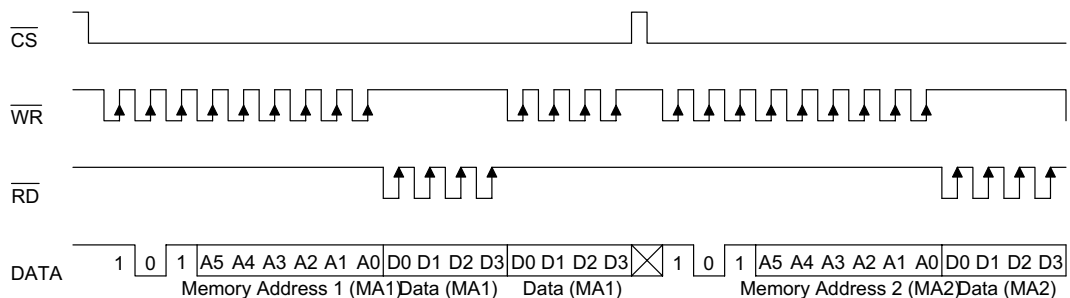 CS
WR
RD
DATA 1 0 1 A5 A4 A3 A2 A1 A0 D0 D1 D2 D3 D0 D1 D2 D3 1 0 1 A5 A4 A3 A2 A1 A0 D0 D1 D2 D3
Memory Address 1 (MA1) Data (MA1) Data (MA1) Memory Address 2 (MA2) Data (MA2)